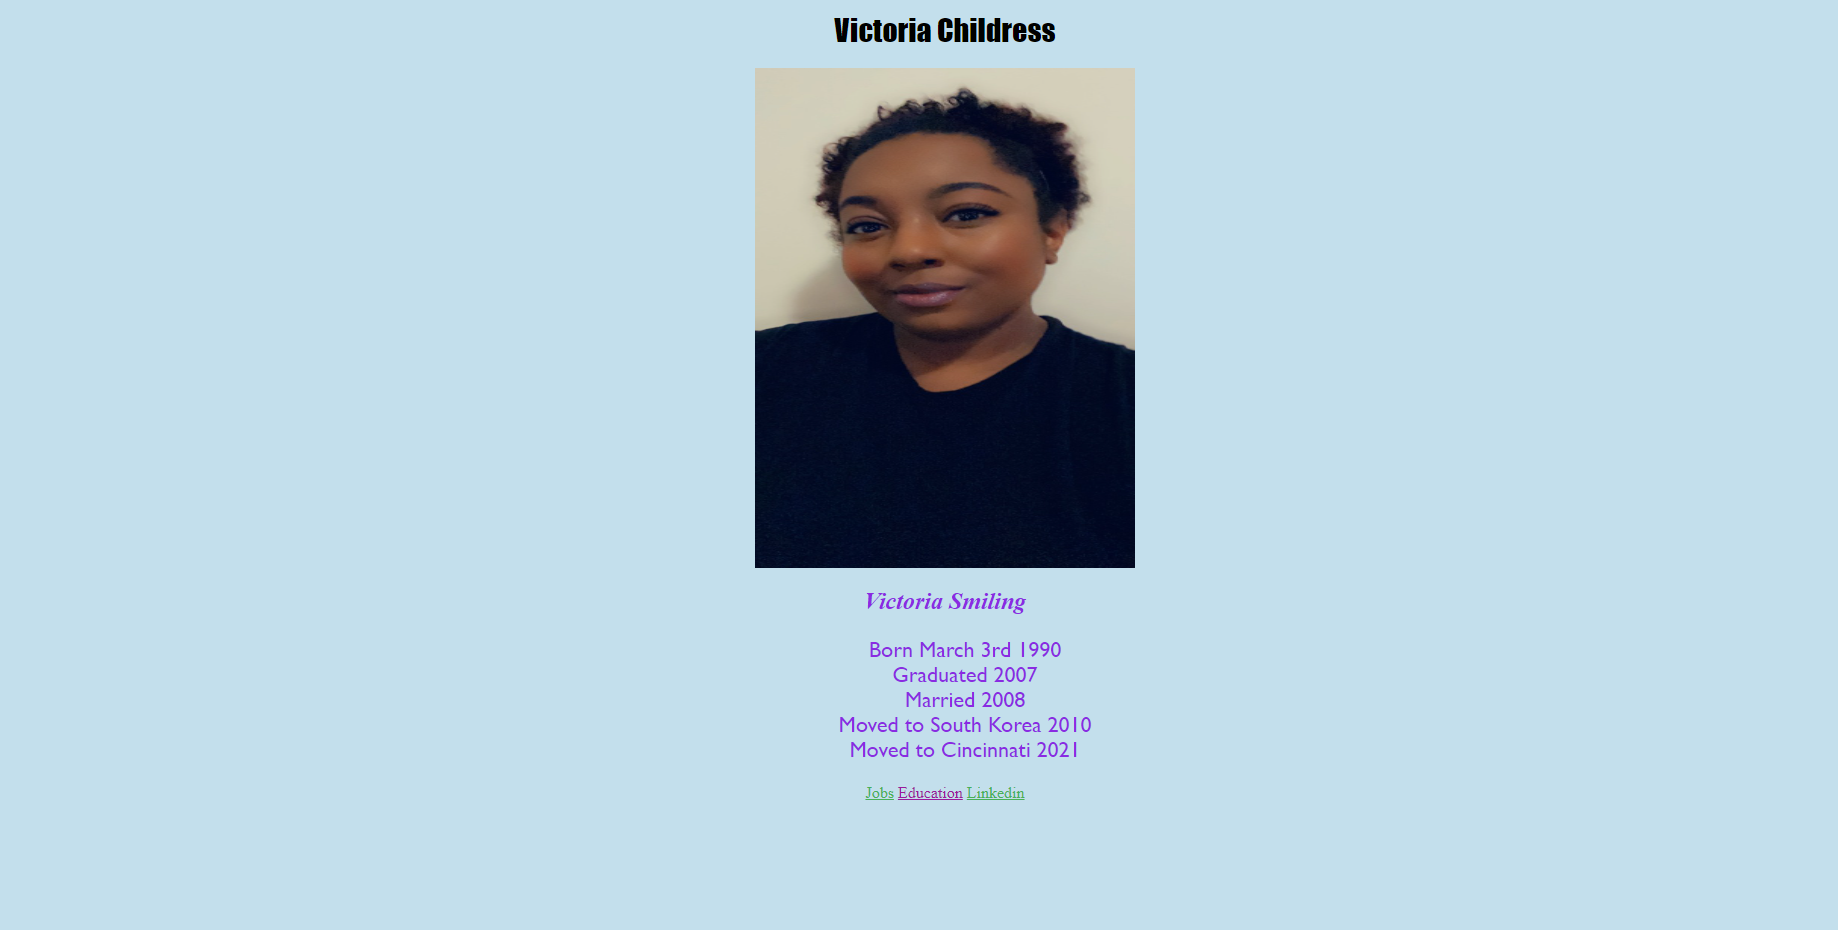 Victoria Childress
Victoria Smiling
Born March 3rd 1990
Graduated 2007
Married 2008
Moved to South Korea 2010
Moved to Cincinnati 2021
Jobs Education Linkedin